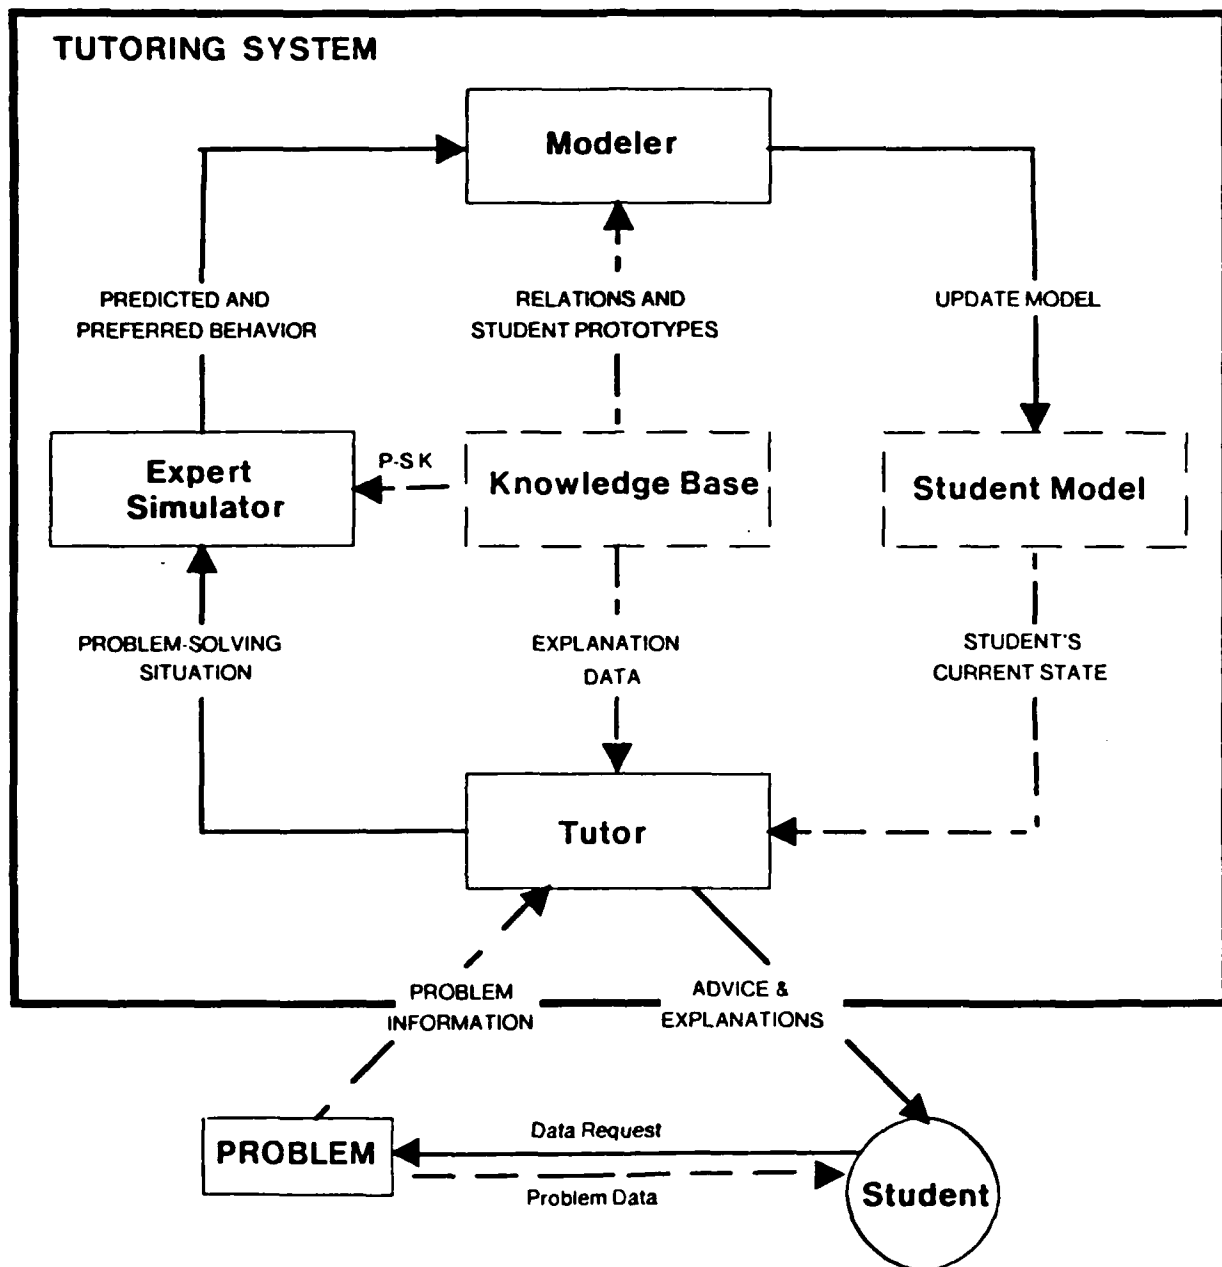 TUTORING SYSTEM
Modeler
PREDICTED AND
PREFERRED BEHAVIOR
RELATIONS AND
STUDENT PROTOTYPES
UPDATE MODEL
Expert
Simulator
P-SK
Knowledge Base
Student Model
PROBLEM-SOLVING
SITUATION
EXPLANATION
DATA
STUDENT'S
CURRENT STATE
Tutor
PROBLEM
INFORMATION
ADVICE &
EXPLANATIONS
PROBLEM
Data Request
Problem Data
Student